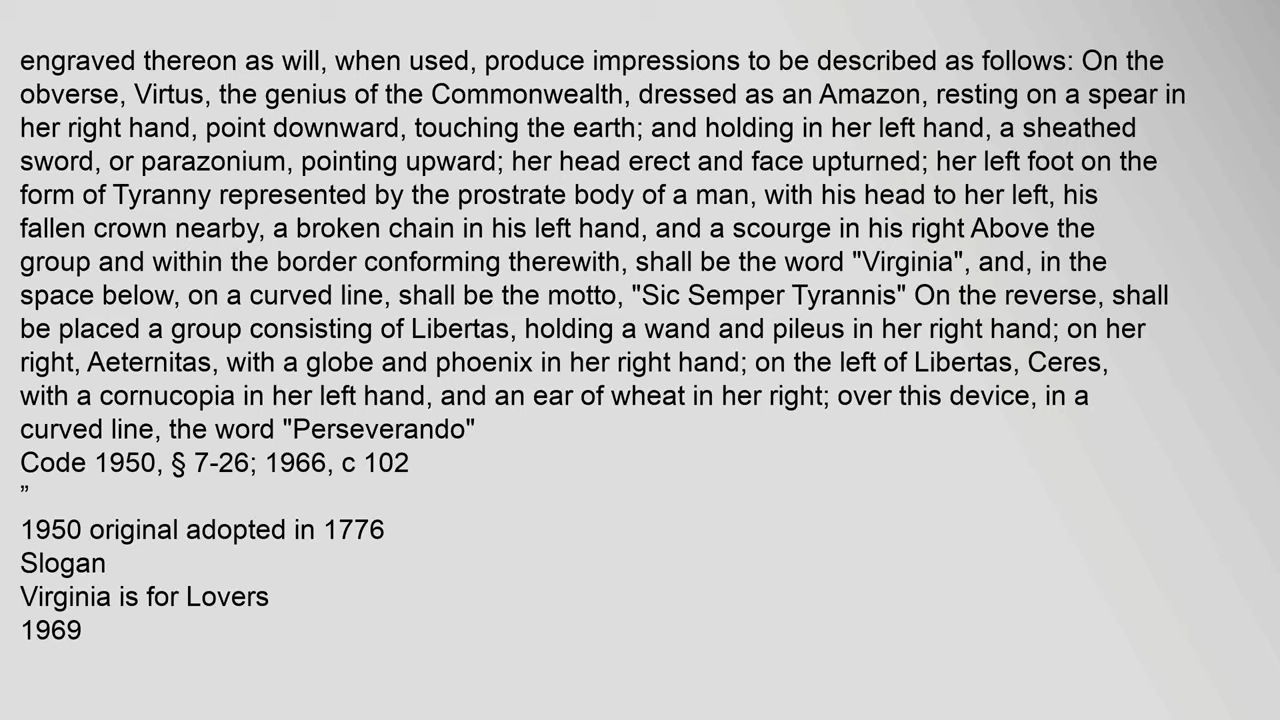 engraved thereon as will, when used, produce impressions to be described as follows: On the
obverse, Virtus, the genius of the Commonwealth, dressed as an Amazon, resting on a spear in
her right hand, point downward, touching the earth; and holding in her left hand, a sheathed
sword, or parazonium, pointing upward; her head erect and face upturned; her left foot on the
form of Tyranny represented by the prostrate body of a man, with his head to her left, his
fallen crown nearby, a broken chain in his left hand, and a scourge in his right Above the
group and within the border conforming therewith, shall be the word "Virginia", and, in the
space below, on a curved line, shall be the motto, "Sic Semper Tyrannis" On the reverse, shall
be placed a group consisting of Libertas, holding a wand and pileus in her right hand; on her
right, Aeternitas, with a globe and phoenix in her right hand; on the left of Libertas, Ceres,
with a cornucopia in her left hand, and an ear of wheat in her right; over this device, in a
curved line, the word "Perseverando"
Code 1950, § 7-26; 1966, c 102
”
1950 original adopted in 1776
Slogan
Virginia is for Lovers
1969